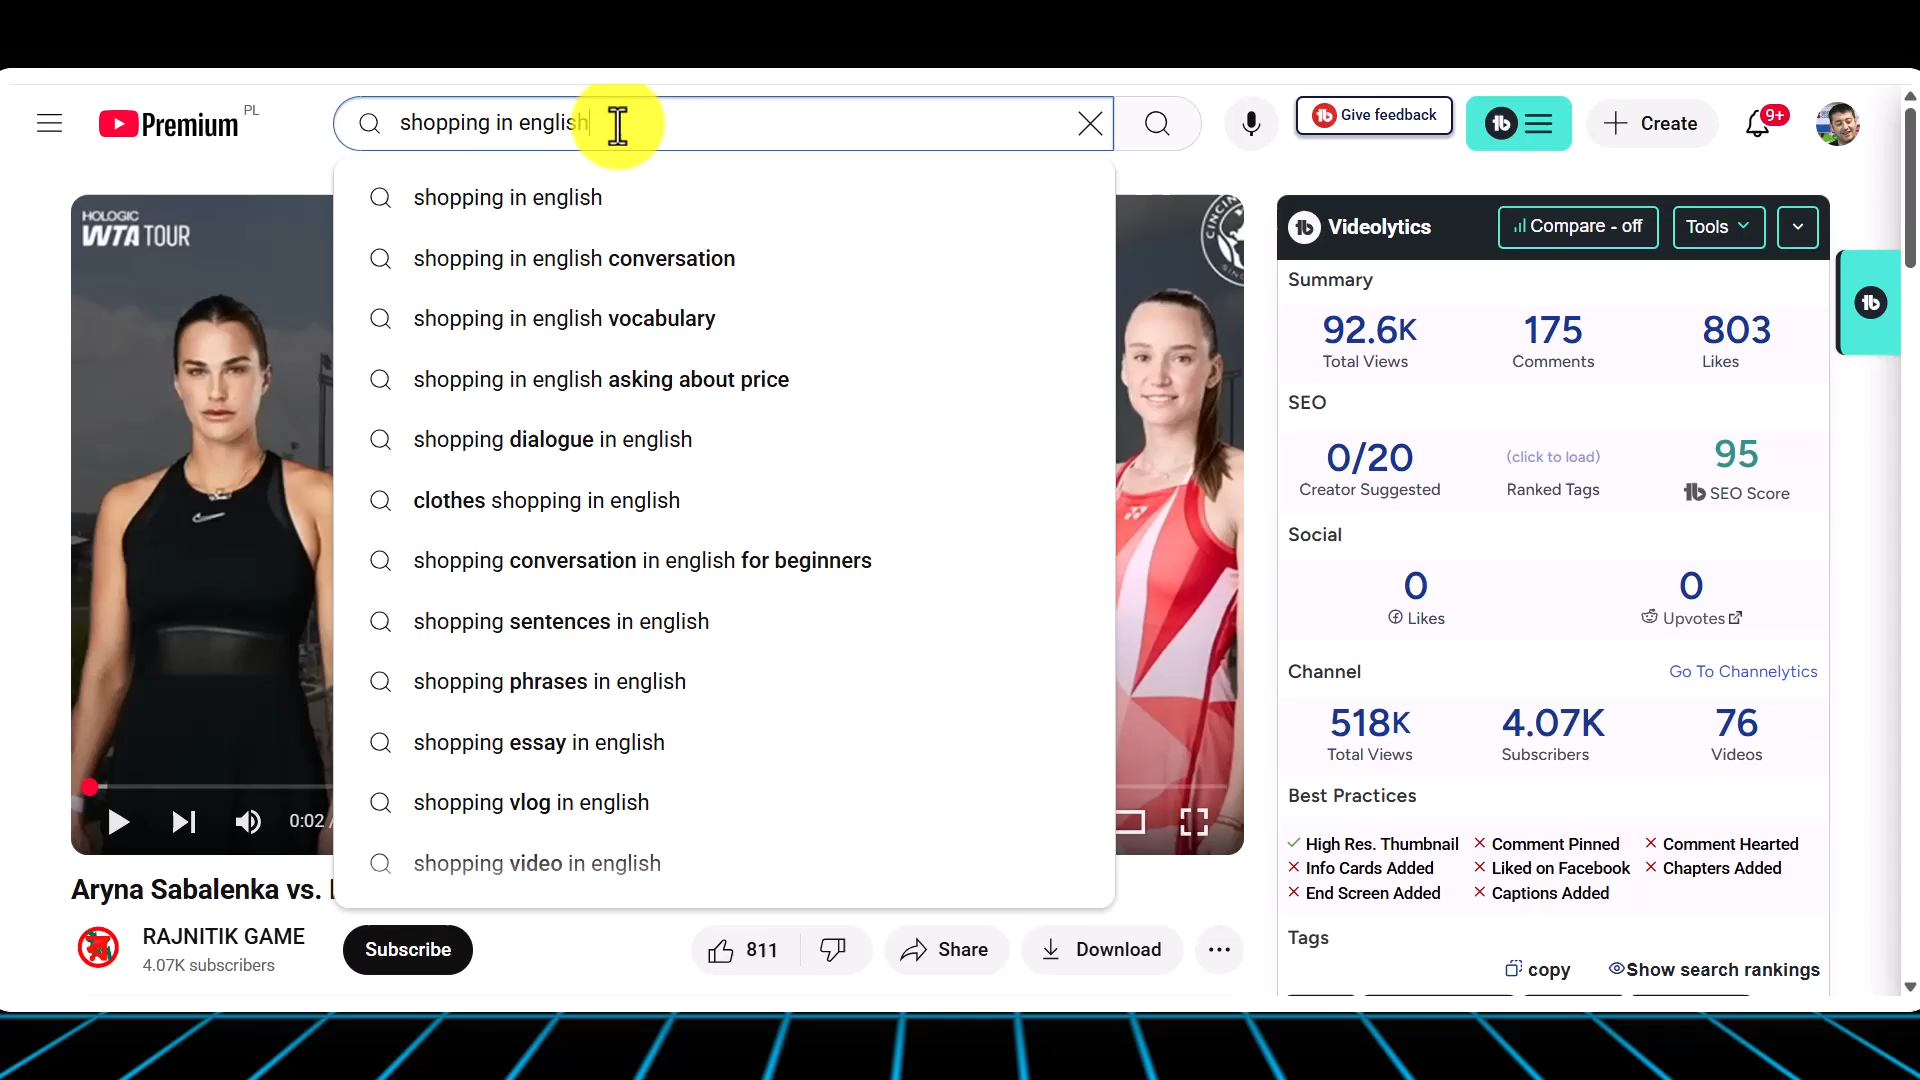 Premium PL
shopping in english
Give feedback
Create
9+
shopping in english
shopping in english conversation
shopping in english vocabulary
shopping in english asking about price
shopping dialogue in english
clothes shopping in english
shopping conversation in english for beginners
shopping sentences in english
shopping phrases in english
shopping essay in english
shopping vlog in english
shopping video in english
HOLOGIC
WTA TOUR
0:02
Aryna Sabalenka vs.
RAJNITIK GAME
4.07K subscribers
Subscribe
811
Share
Download
Videolytics
Compare - off
Tools
Summary
92.6K 175 803
Total Views Comments Likes
SEO
0/20 (click to load) 95
Creator Suggested Ranked Tags SEO Score
Social
0 0
Likes Upvotes
Channel Go To Channelytics
518K 4.07K 76
Total Views Subscribers Videos
Best Practices
High Res. Thumbnail Comment Pinned Comment Hearted
Info Cards Added Liked on Facebook Chapters Added
End Screen Added Captions Added
Tags
copy Show search rankings